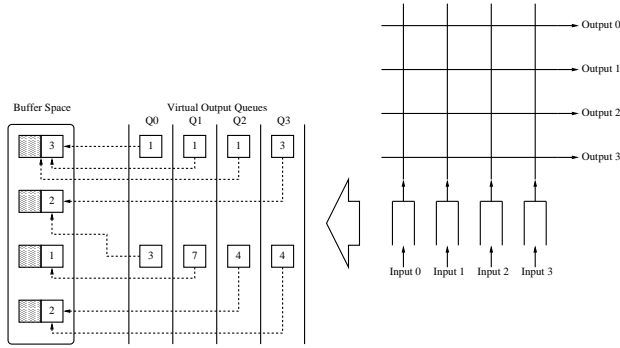 Output 0
Output 1
Output 2
Output 3
Buffer Space
Virtual Output Queues
Q0 Q1 Q2 Q3
3 1 1 1 3
2
1 3 7 4 4
2
Input 0 Input 1 Input 2 Input 3